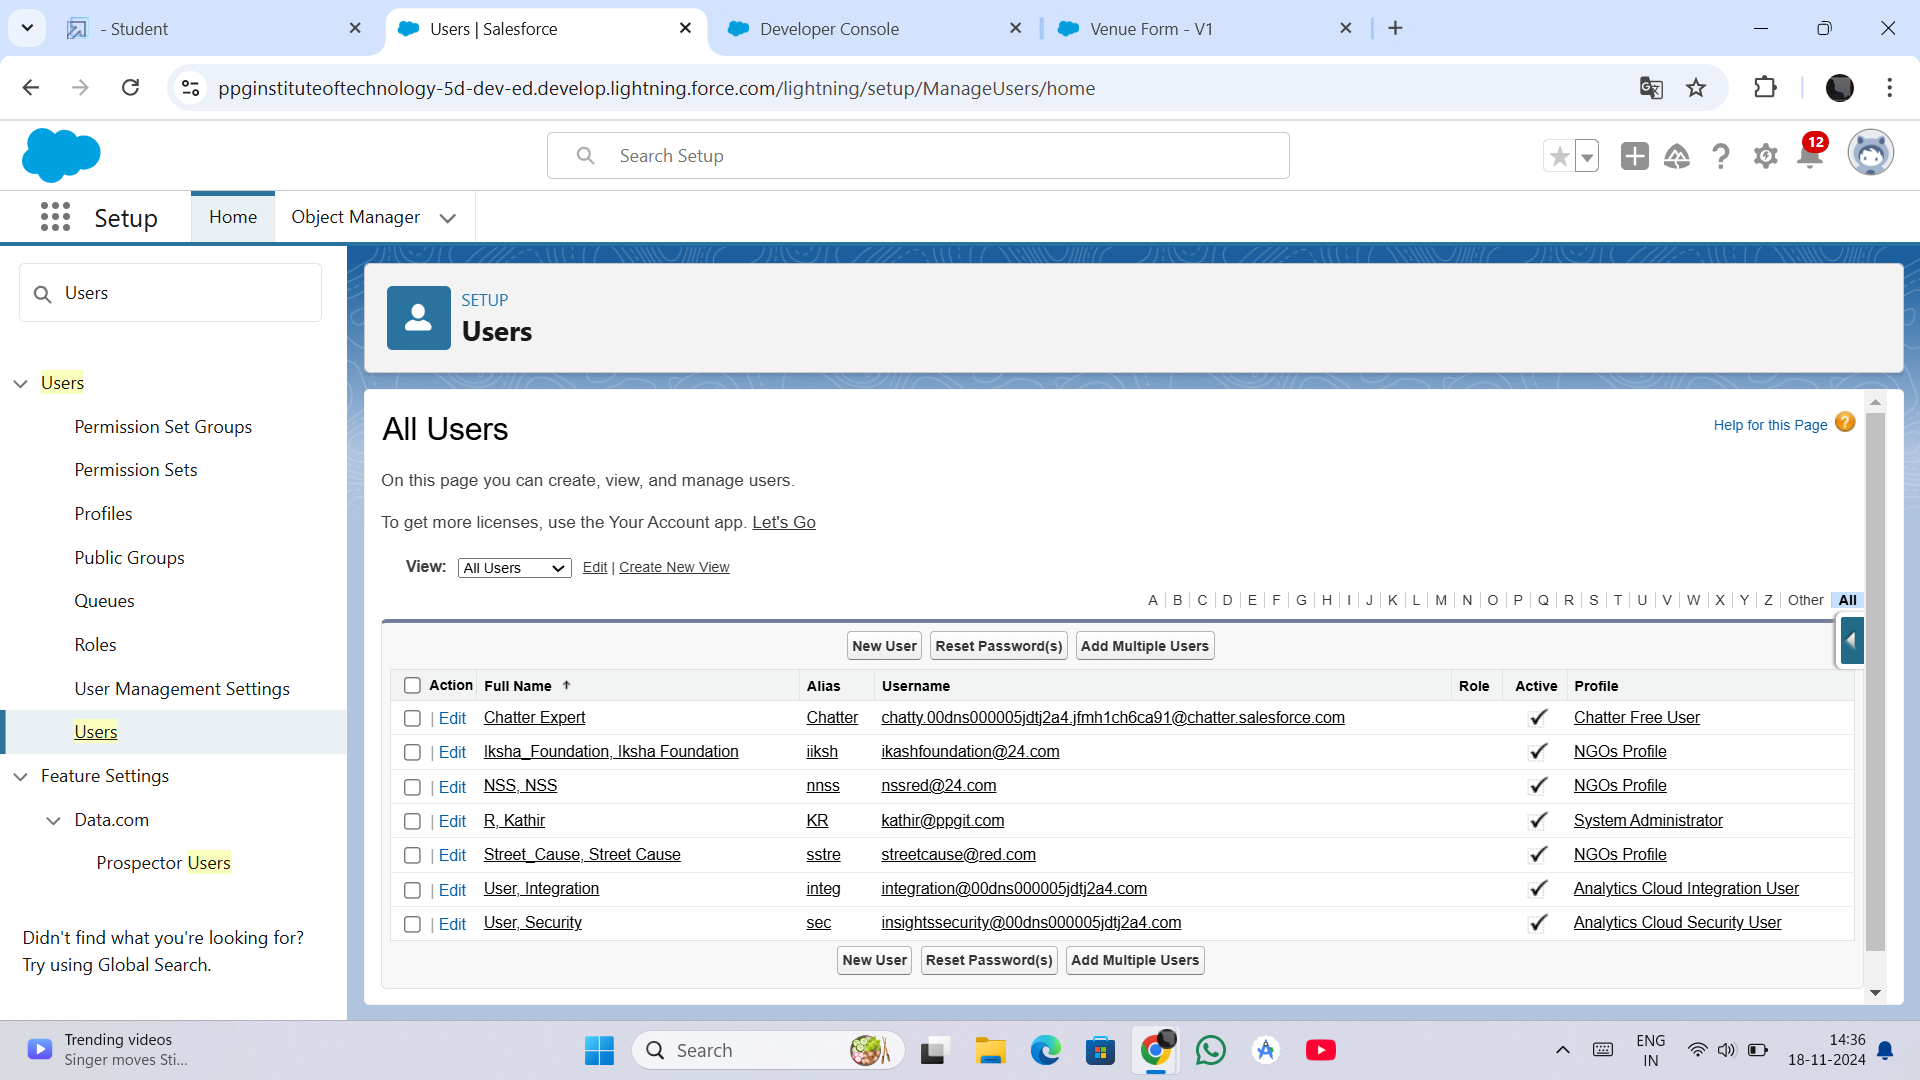 - Student
Users | Salesforce
Developer Console
Venue Form - V1
ppginstituteoftechnology-5d-dev-ed.develop.lightning.force.com/lightning/setup/ManageUsers/home
Search Setup
12
Setup
Home
Object Manager
Users
SETUP
Users
Users
Permission Set Groups
Permission Sets
Profiles
Public Groups
Queues
Roles
User Management Settings
Users
Feature Settings
Data.com
Prospector Users
Didn't find what you're looking for?
Try using Global Search.
All Users
Help for this Page ?
On this page you can create, view, and manage users.
To get more licenses, use the Your Account app. Let's Go
View: All Users Edit | Create New View
A B C D E F G H I J K L M N O P Q R S T U V W X Y Z Other All
New User Reset Password(s) Add Multiple Users
Action Full Name Alias Username Role Active Profile
| Edit Chatter Expert Chatter chatty.00dns000005jdtj2a4.jfmh1ch6ca91@chatter.salesforce.com Chatter Free User
| Edit Iksha_Foundation, Iksha Foundation iiksh ikashfoundation@24.com NGOs Profile
| Edit NSS, NSS nnss nssred@24.com NGOs Profile
| Edit R, Kathir KR kathir@ppgit.com System Administrator
| Edit Street_Cause, Street Cause sstre streetcause@red.com NGOs Profile
| Edit User, Integration integ integration@00dns000005jdtj2a4.com Analytics Cloud Integration User
| Edit User, Security sec insightssecurity@00dns000005jdtj2a4.com Analytics Cloud Security User
New User Reset Password(s) Add Multiple Users
Trending videos
Singer moves Sti...
Search
ENG
IN
14:36
18-11-2024